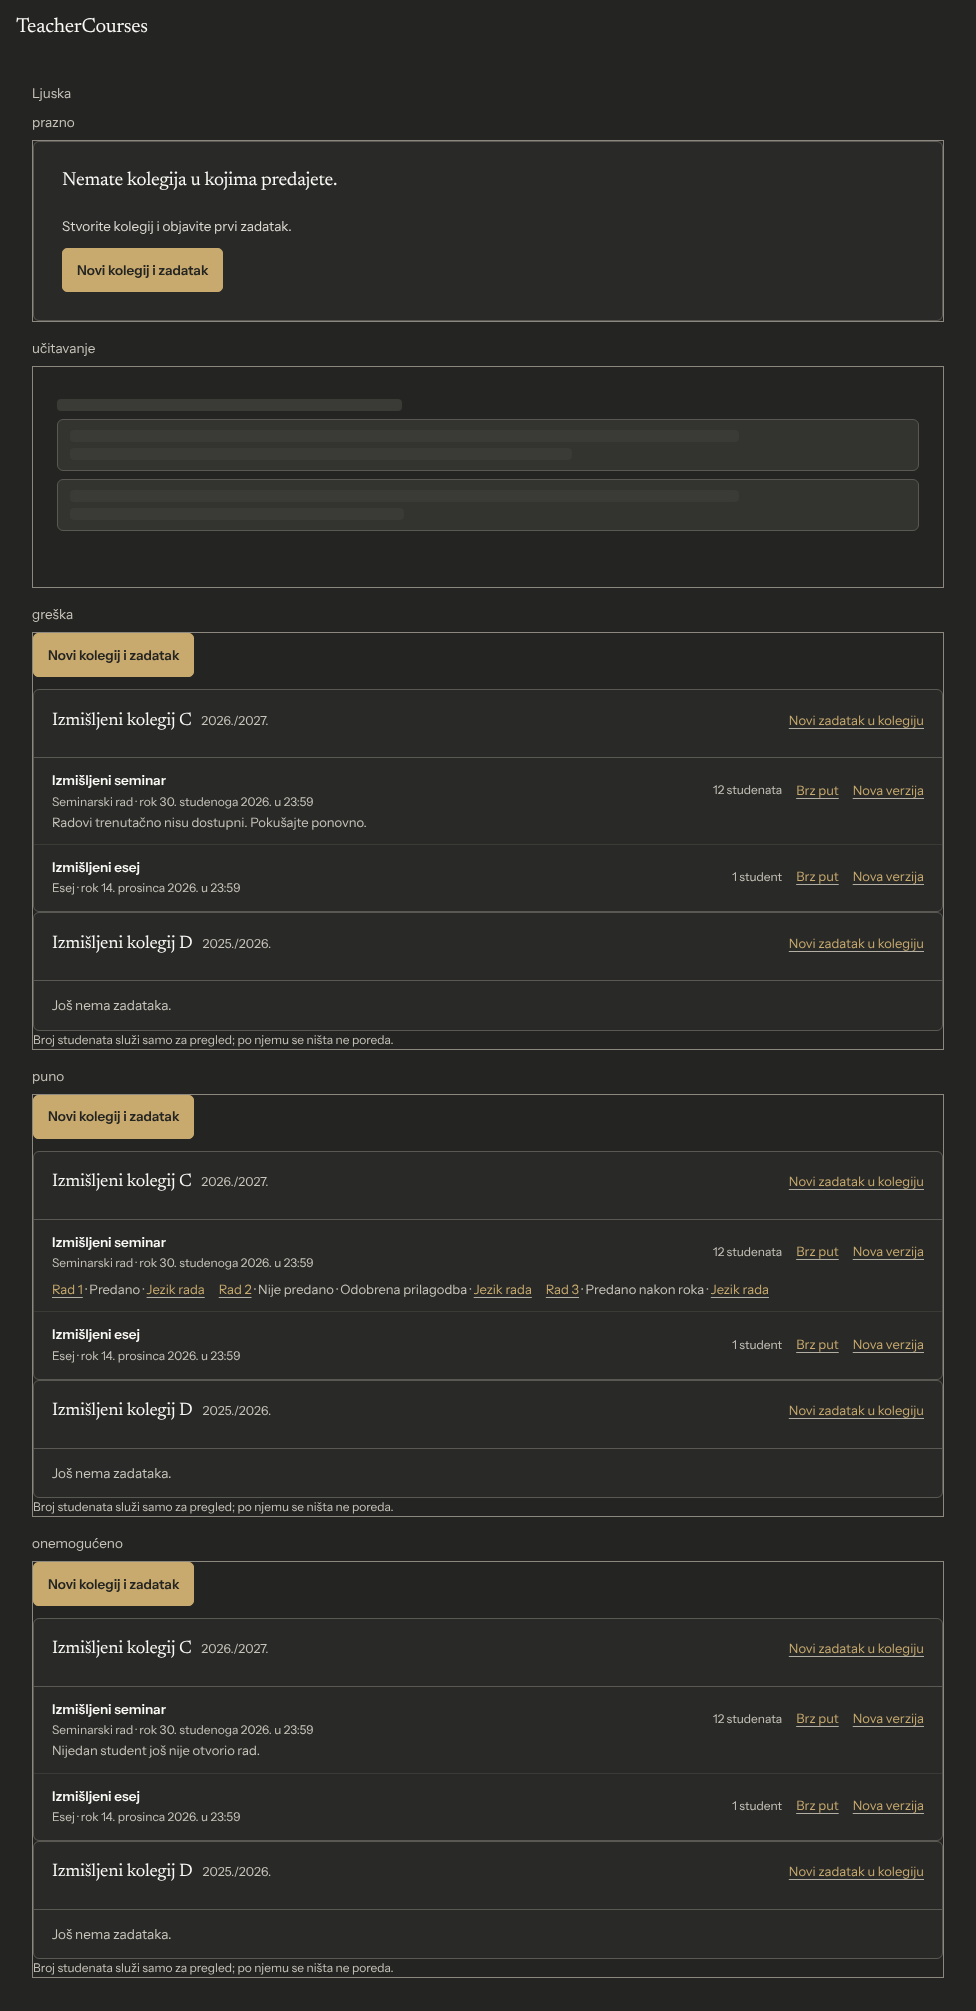 TeacherCourses
Ljuska
prazno
Nemate kolegija u kojima predajete.
Stvorite kolegij i objavite prvi zadatak.
Novi kolegij i zadatak
učitavanje
greška
Novi kolegij i zadatak
Izmišljeni kolegij C 2026./2027. Novi zadatak u kolegiju
Izmišljeni seminar
Seminarski rad · rok 30. studenoga 2026. u 23:59
12 studenata Brz put Nova verzija
Radovi trenutačno nisu dostupni. Pokušajte ponovno.
Izmišljeni esej
Esej · rok 14. prosinca 2026. u 23:59
1 student Brz put Nova verzija
Izmišljeni kolegij D 2025./2026. Novi zadatak u kolegiju
Još nema zadataka.
Broj studenata služi samo za pregled; po njemu se ništa ne poreda.
puno
Novi kolegij i zadatak
Izmišljeni kolegij C 2026./2027. Novi zadatak u kolegiju
Izmišljeni seminar
Seminarski rad · rok 30. studenoga 2026. u 23:59
12 studenata Brz put Nova verzija
Rad 1 · Predano · Jezik rada Rad 2 · Nije predano · Odobrena prilagodba · Jezik rada Rad 3 · Predano nakon roka · Jezik rada
Izmišljeni esej
Esej · rok 14. prosinca 2026. u 23:59
1 student Brz put Nova verzija
Izmišljeni kolegij D 2025./2026. Novi zadatak u kolegiju
Još nema zadataka.
Broj studenata služi samo za pregled; po njemu se ništa ne poreda.
onemogućeno
Novi kolegij i zadatak
Izmišljeni kolegij C 2026./2027. Novi zadatak u kolegiju
Izmišljeni seminar
Seminarski rad · rok 30. studenoga 2026. u 23:59
12 studenata Brz put Nova verzija
Nijedan student još nije otvorio rad.
Izmišljeni esej
Esej · rok 14. prosinca 2026. u 23:59
1 student Brz put Nova verzija
Izmišljeni kolegij D 2025./2026. Novi zadatak u kolegiju
Još nema zadataka.
Broj studenata služi samo za pregled; po njemu se ništa ne poreda.